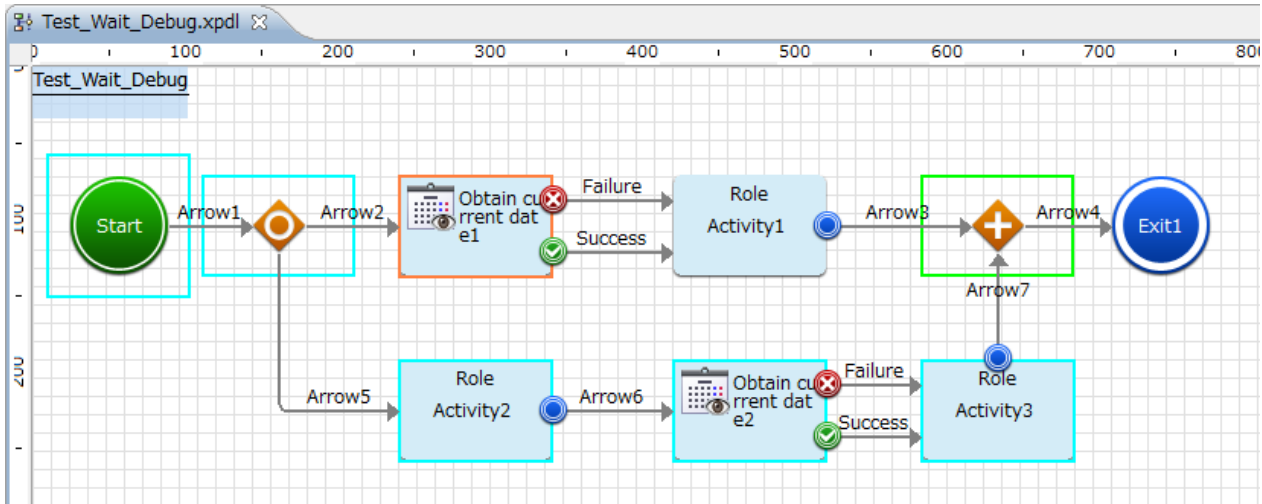 Test_Wait_Debug.xpdl
0 100 200 300 400 500 600 700 800
Test_Wait_Debug
100
200
Start
Arrow1
Arrow2
Obtain cu
rrent dat
e1
Failure
Success
Role
Activity1
Arrow3
Arrow4
Exit1
Arrow7
Arrow5
Role
Activity2
Arrow6
Obtain cu
rrent dat
e2
Failure
Success
Role
Activity3